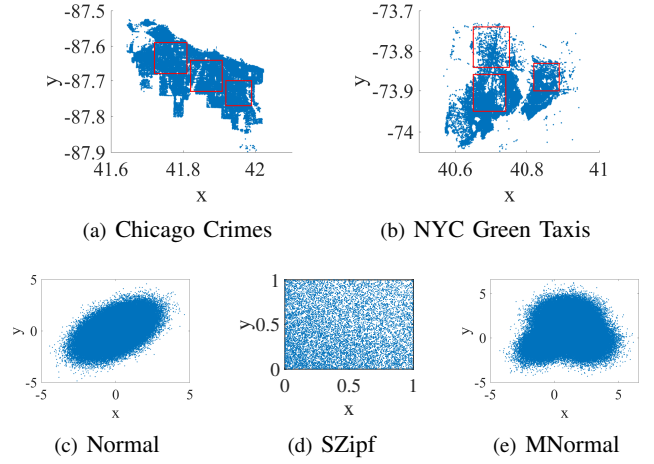 -87.5
-87.6
-87.7
-87.8
-87.9
y
41.6 41.8 42
x
(a) Chicago Crimes
-73.7
-73.8
-73.9
-74
y
40.6 40.8 41
x
(b) NYC Green Taxis
5
0
-5
y
-5 0 5
x
(c) Normal
1
0.5
0
y
0 0.5 1
x
(d) SZipf
5
0
-5
y
-5 0 5
x
(e) MNormal